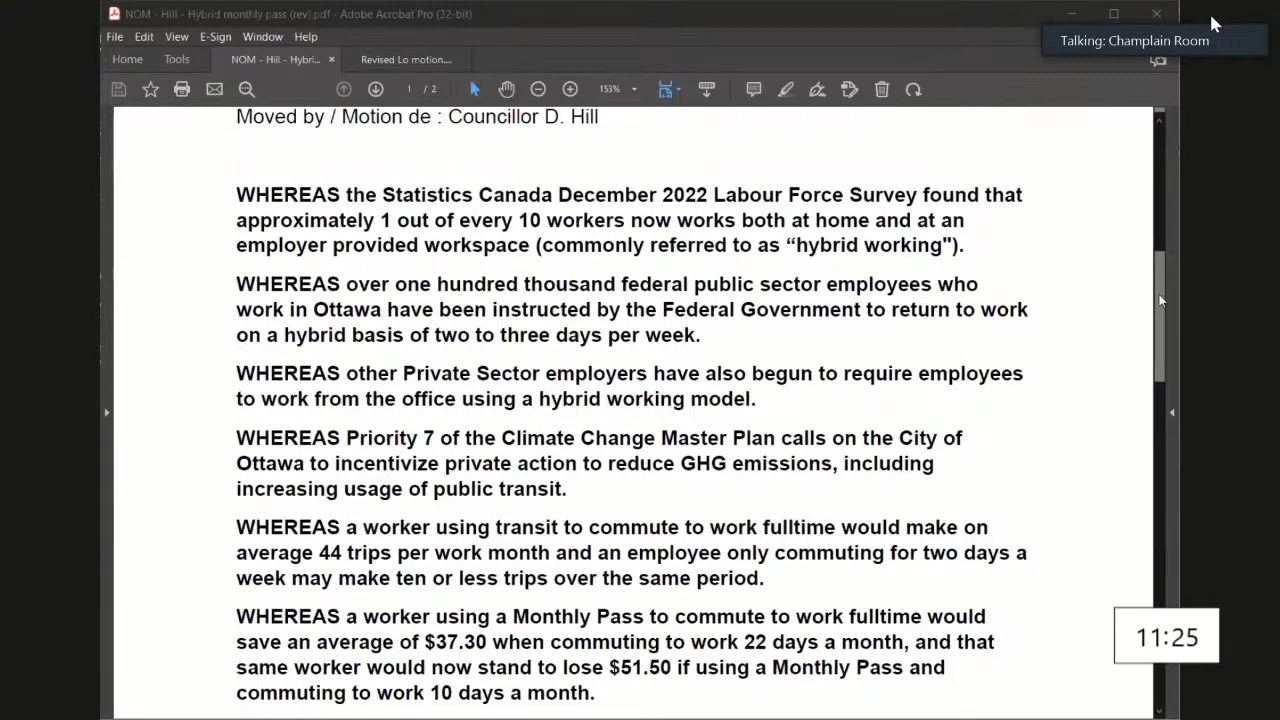 NOM - Hill - Hybrid monthly pass (rev).pdf - Adobe Acrobat Pro (32-bit)
Talking: Champlain Room
File Edit View E-Sign Window Help
Home Tools NOM - Hill - Hybri... × Revised Lo motion....
1 / 2 153%
Moved by / Motion de : Councillor D. Hill
WHEREAS the Statistics Canada December 2022 Labour Force Survey found that
approximately 1 out of every 10 workers now works both at home and at an
employer provided workspace (commonly referred to as “hybrid working").
WHEREAS over one hundred thousand federal public sector employees who
work in Ottawa have been instructed by the Federal Government to return to work
on a hybrid basis of two to three days per week.
WHEREAS other Private Sector employers have also begun to require employees
to work from the office using a hybrid working model.
WHEREAS Priority 7 of the Climate Change Master Plan calls on the City of
Ottawa to incentivize private action to reduce GHG emissions, including
increasing usage of public transit.
WHEREAS a worker using transit to commute to work fulltime would make on
average 44 trips per work month and an employee only commuting for two days a
week may make ten or less trips over the same period.
WHEREAS a worker using a Monthly Pass to commute to work fulltime would
save an average of $37.30 when commuting to work 22 days a month, and that
same worker would now stand to lose $51.50 if using a Monthly Pass and
commuting to work 10 days a month.
11:25